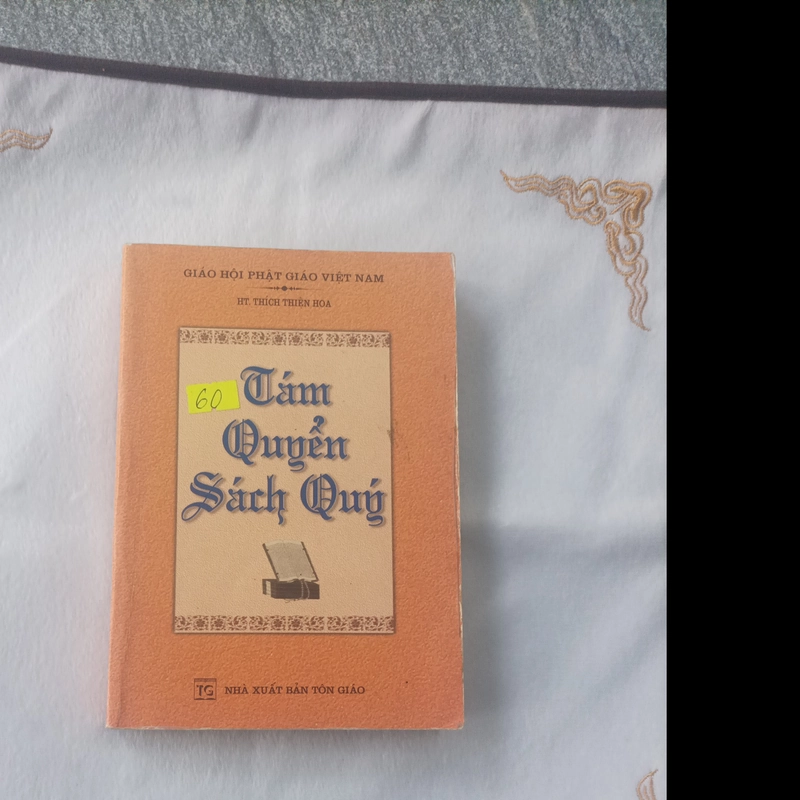 GIÁO HỘI PHẬT GIÁO VIỆT NAM
HT. THÍCH THIỆN HOA
60
Tám
Quyển
Sách Quý
TG NHÀ XUẤT BẢN TÔN GIÁO